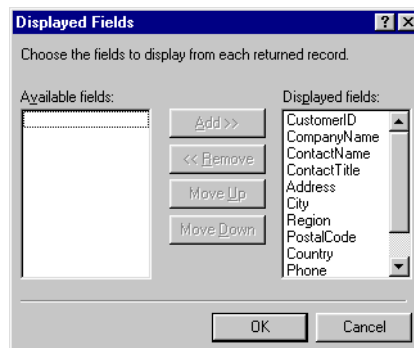 Displayed Fields
Choose the fields to display from each returned record.
Available fields:
Displayed fields:
Add >>
<< Remove
Move Up
Move Down
CustomerID
CompanyName
ContactName
ContactTitle
Address
City
Region
PostalCode
Country
Phone
OK
Cancel